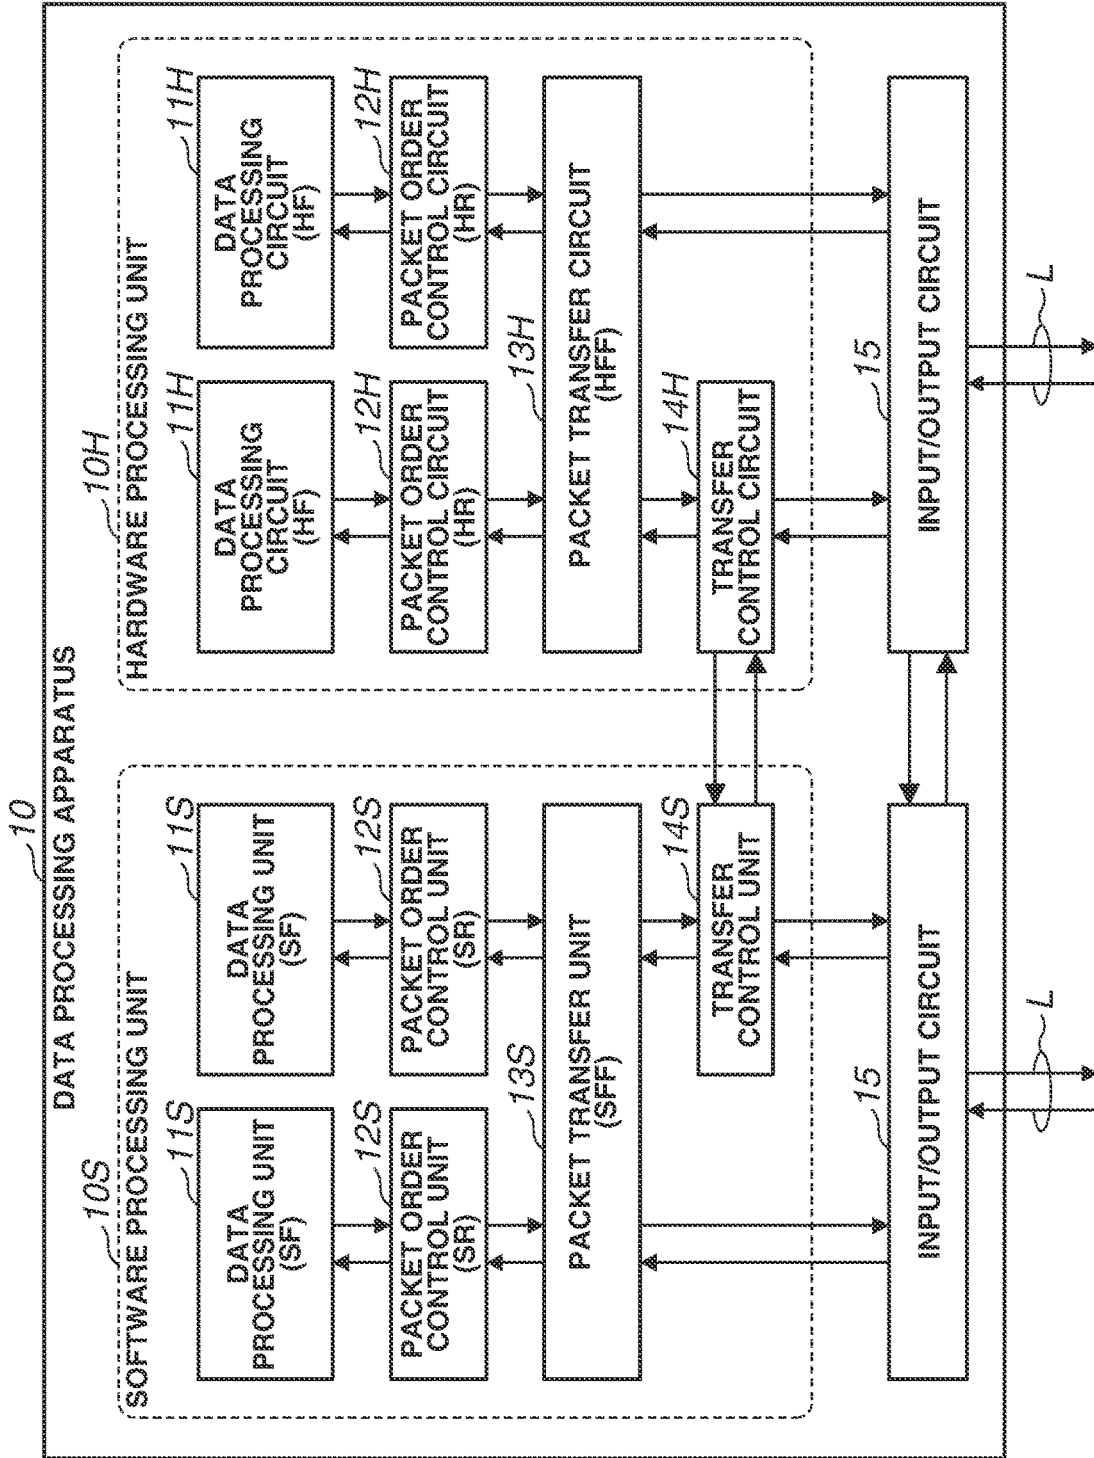 10
DATA PROCESSING APPARATUS
10S
SOFTWARE PROCESSING UNIT
11S
DATA
PROCESSING UNIT
(SF)
11S
DATA
PROCESSING UNIT
(SF)
12S
PACKET ORDER
CONTROL UNIT
(SR)
12S
PACKET ORDER
CONTROL UNIT
(SR)
13S
PACKET TRANSFER UNIT
(SFF)
14S
TRANSFER
CONTROL UNIT
15
INPUT/OUTPUT CIRCUIT
L
10H
HARDWARE PROCESSING UNIT
11H
DATA
PROCESSING
CIRCUIT
(HF)
11H
DATA
PROCESSING
CIRCUIT
(HF)
12H
PACKET ORDER
CONTROL CIRCUIT
(HR)
12H
PACKET ORDER
CONTROL CIRCUIT
(HR)
13H
PACKET TRANSFER CIRCUIT
(HFF)
14H
TRANSFER
CONTROL CIRCUIT
15
INPUT/OUTPUT CIRCUIT
L